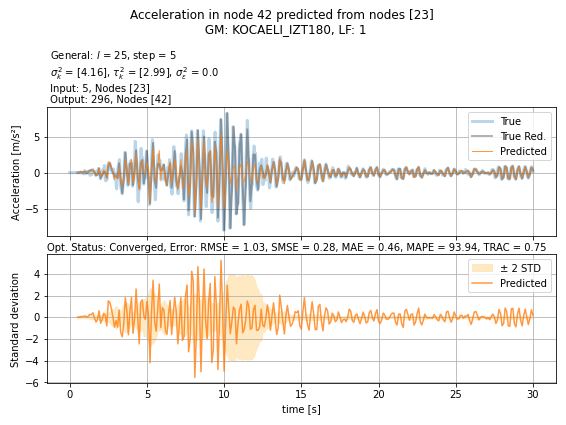 Acceleration in node 42 predicted from nodes [23]
GM: KOCAELI_IZT180, LF: 1
General: l = 25, step = 5
σ²_k = [4.16], τ²_k = [2.99], σ²_ε = 0.0
Input: 5, Nodes [23]
Output: 296, Nodes [42]
Acceleration [m/s²]
5
0
−5
True
True Red.
Predicted
Opt. Status: Converged, Error: RMSE = 1.03, SMSE = 0.28, MAE = 0.46, MAPE = 93.94, TRAC = 0.75
Standard deviation
4
2
0
−2
−4
−6
± 2 STD
Predicted
0 5 10 15 20 25 30
time [s]